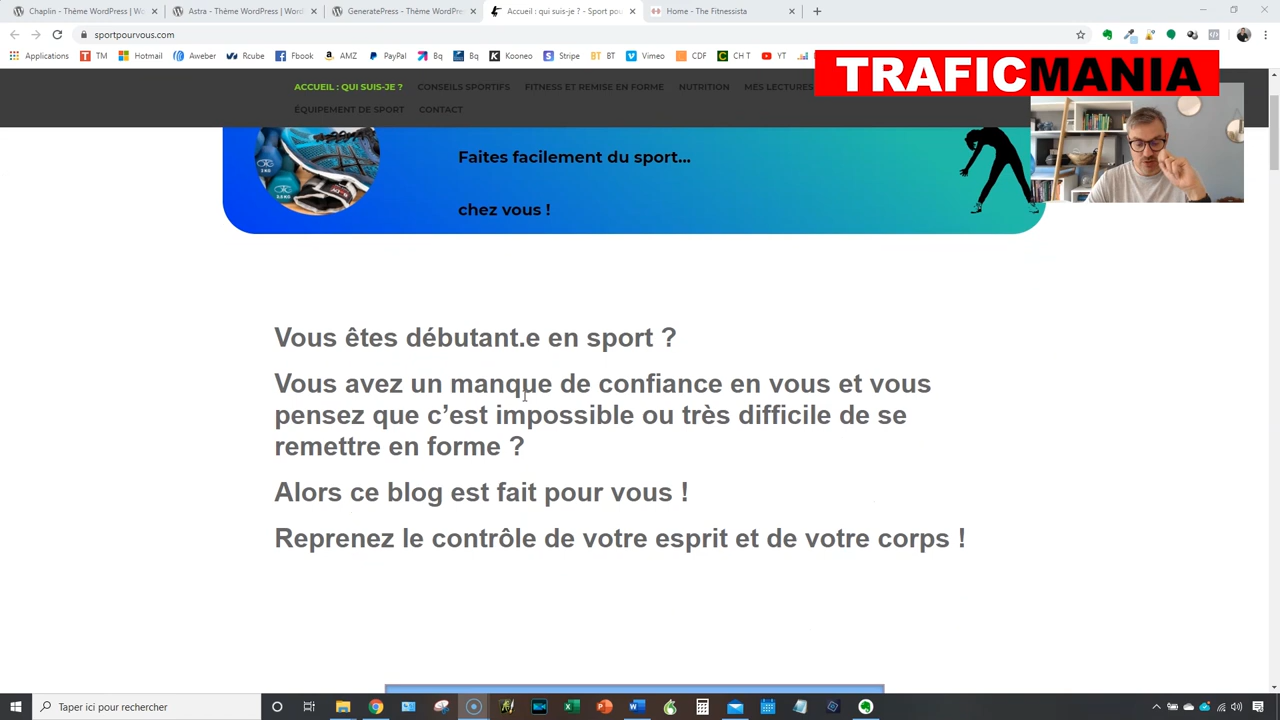 Chaplin - Thème WordPress | Wo
Astra - Thème WordPress | Word
GeneratePress - Thème WordPres
Accueil : qui suis-je ? - Sport pou
Home - The Fitnessista
sportpourvous.com
Applications
TM
Hotmail
Aweber
Rcube
Fbook
AMZ
PayPal
Bq
Bq
Kooneo
Stripe
BT
BT
Vimeo
CDF
CH T
YT
TRAFICMANIA
ACCUEIL : QUI SUIS-JE ?
CONSEILS SPORTIFS
FITNESS ET REMISE EN FORME
NUTRITION
MES LECTURES
ÉQUIPEMENT DE SPORT
CONTACT
Faites facilement du sport...
chez vous !
Vous êtes débutant.e en sport ?
Vous avez un manque de confiance en vous et vous
pensez que c’est impossible ou très difficile de se
remettre en forme ?
Alors ce blog est fait pour vous !
Reprenez le contrôle de votre esprit et de votre corps !
Taper ici pour rechercher